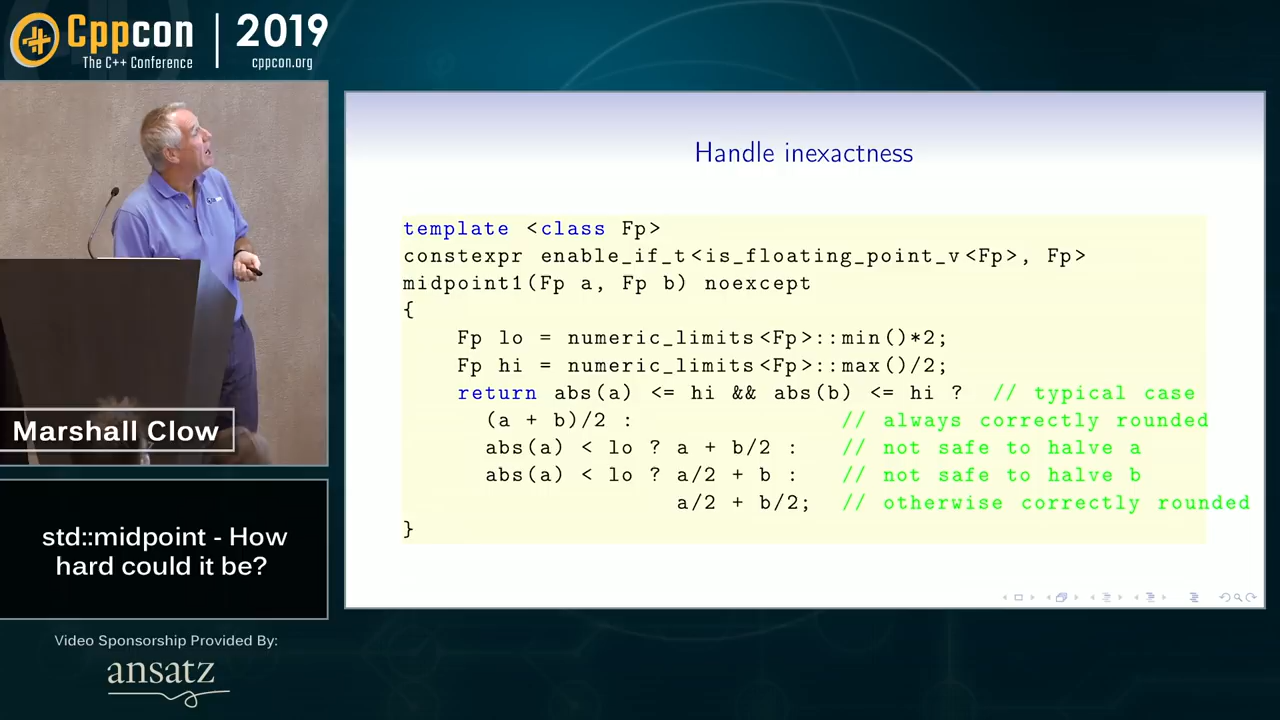 Cppcon
The C++ Conference
2019
cppcon.org
Handle inexactness
template <class Fp>
constexpr enable_if_t<is_floating_point_v<Fp>, Fp>
midpoint1(Fp a, Fp b) noexcept
{
Fp lo = numeric_limits<Fp>::min()*2;
Fp hi = numeric_limits<Fp>::max()/2;
return abs(a) <= hi && abs(b) <= hi ? // typical case
(a + b)/2 : // always correctly rounded
abs(a) < lo ? a + b/2 : // not safe to halve a
abs(a) < lo ? a/2 + b : // not safe to halve b
a/2 + b/2; // otherwise correctly rounded
}
Marshall Clow
std::midpoint - How
hard could it be?
Video Sponsorship Provided By:
ansatz